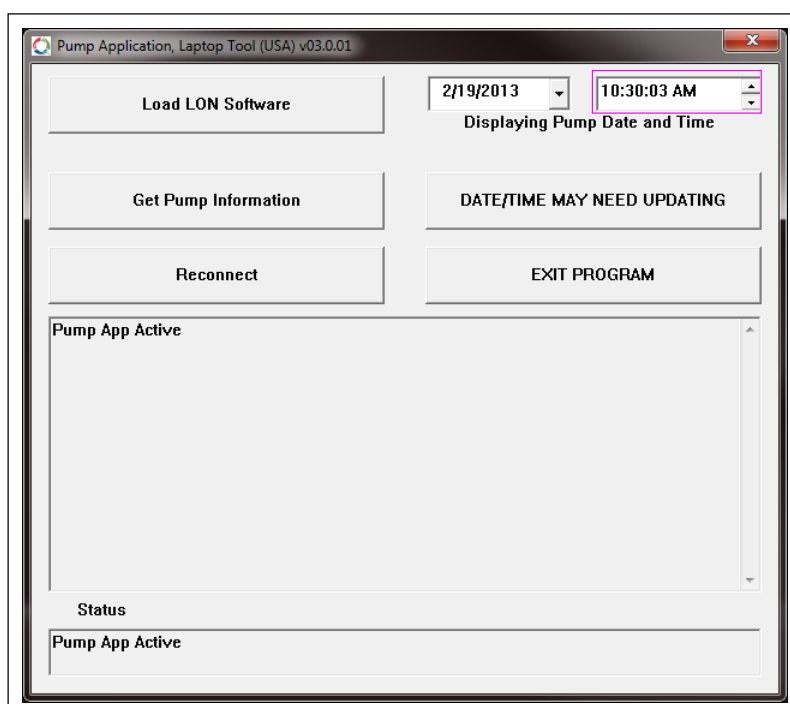 Pump Application, Laptop Tool (USA) v03.0.01
Load LON Software
2/19/2013
10:30:03 AM
Displaying Pump Date and Time
Get Pump Information
DATE/TIME MAY NEED UPDATING
Reconnect
EXIT PROGRAM
Pump App Active
Status
Pump App Active